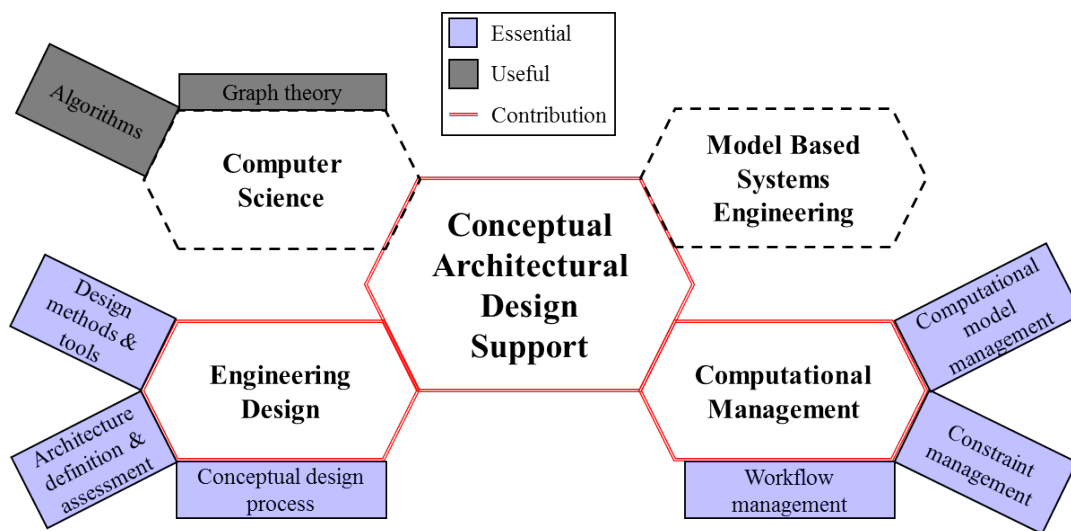 Essential
Useful
Contribution
Algorithms
Graph theory
Computer
Science
Model Based
Systems
Engineering
Conceptual
Architectural
Design
Support
Design
methods &
tools
Engineering
Design
Architecture
definition &
assessment
Conceptual design
process
Computational
Management
Computational
model
management
Constraint
management
Workflow
management